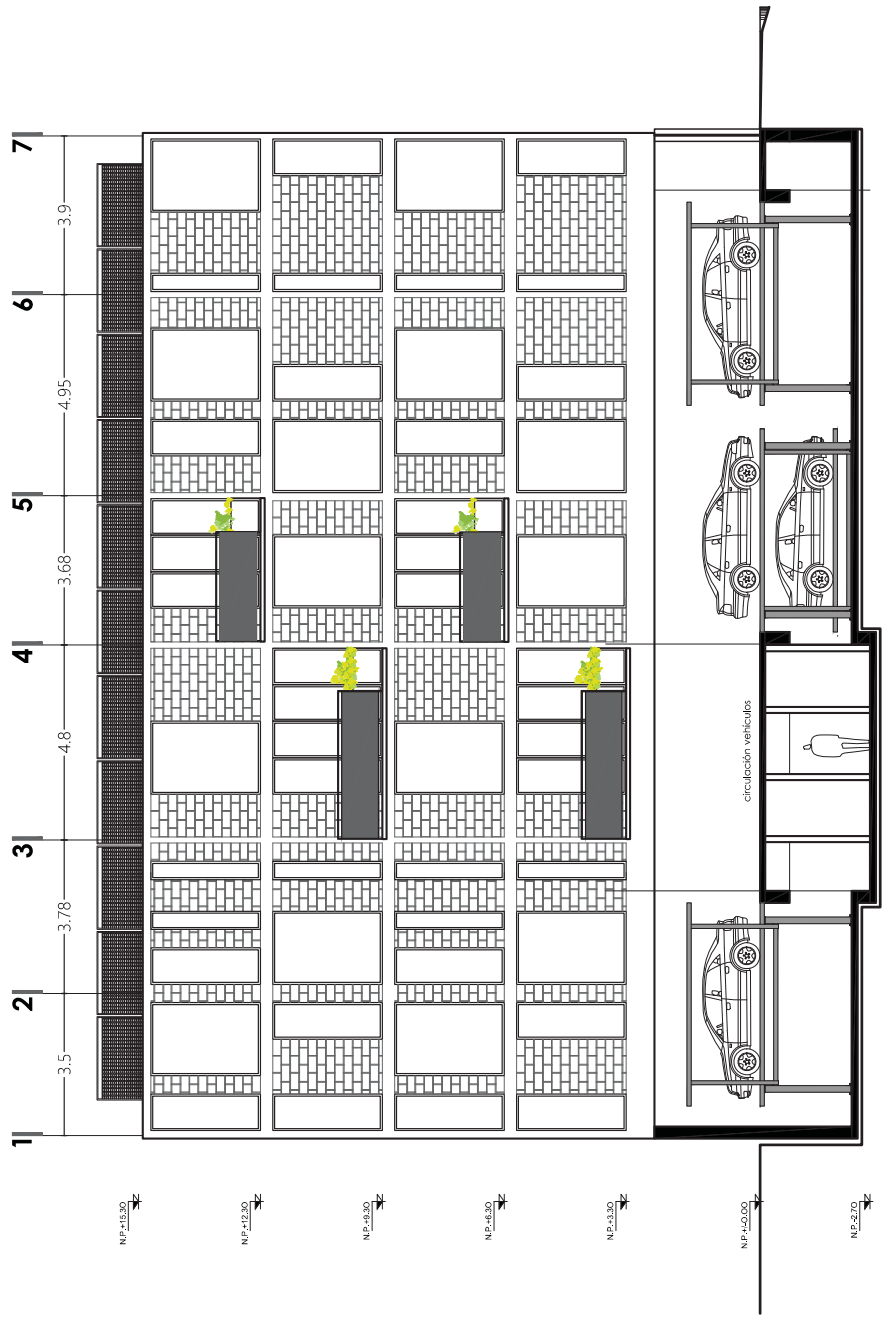 1
2
3
4
5
6
7
3.5
3.78
4.8
3.68
4.95
3.9
N.P.+15.30
N
N.P.+12.30
N
N.P.+9.30
N
N.P.+6.30
N
N.P.+3.30
N
N.P.+\-0.00
N
N.P.-2.70
N
circulación vehículos